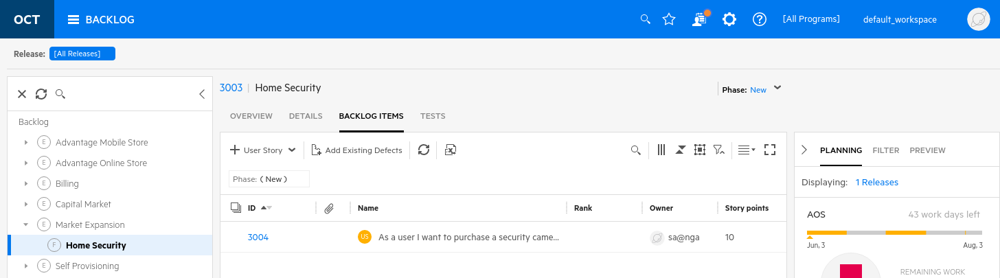 OCT BACKLOG [All Programs] default_workspace
Release: [All Releases]
3003 | Home Security Phase: New
OVERVIEW DETAILS BACKLOG ITEMS TESTS
Backlog
E Advantage Mobile Store
E Advantage Online Store
E Billing
E Capital Market
E Market Expansion
F Home Security
E Self Provisioning
User Story Add Existing Defects
Phase: ( New )
ID Name Rank Owner Story points
3004 US As a user I want to purchase a security came... sa@nga 10
PLANNING FILTER PREVIEW
Displaying: 1 Releases
AOS 43 work days left
Jun, 3 Aug, 3
REMAINING WORK